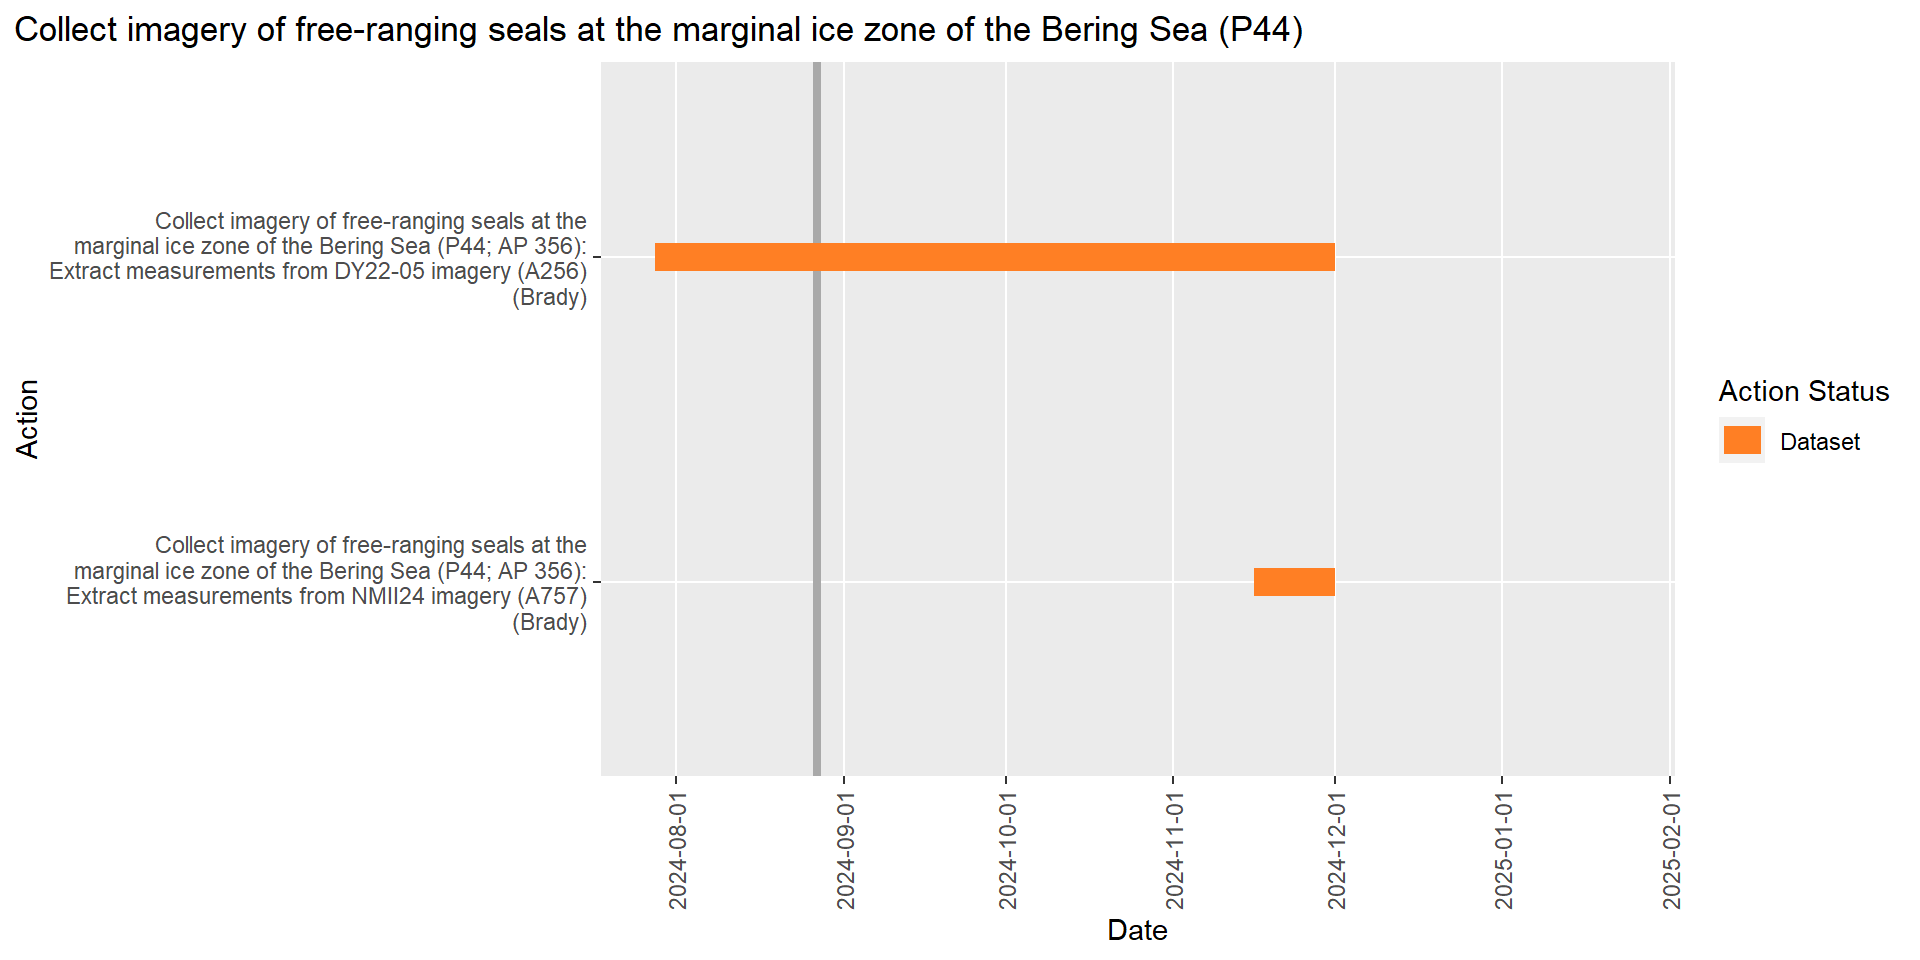 Collect imagery of free-ranging seals at the marginal ice zone of the Bering Sea (P44)
Collect imagery of free-ranging seals at the
marginal ice zone of the Bering Sea (P44; AP 356):
Extract measurements from DY22-05 imagery (A256)
(Brady)
Action
Collect imagery of free-ranging seals at the
marginal ice zone of the Bering Sea (P44; AP 356):
Extract measurements from NMII24 imagery (A757)
(Brady)
Action Status
Dataset
2024-08-01
2024-09-01
2024-10-01
2024-11-01
2024-12-01
2025-01-01
2025-02-01
Date